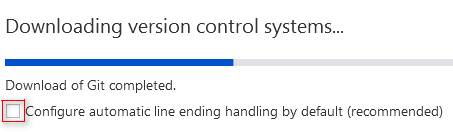 Downloading version control systems...
Download of Git completed.
Configure automatic line ending handling by default (recommended)